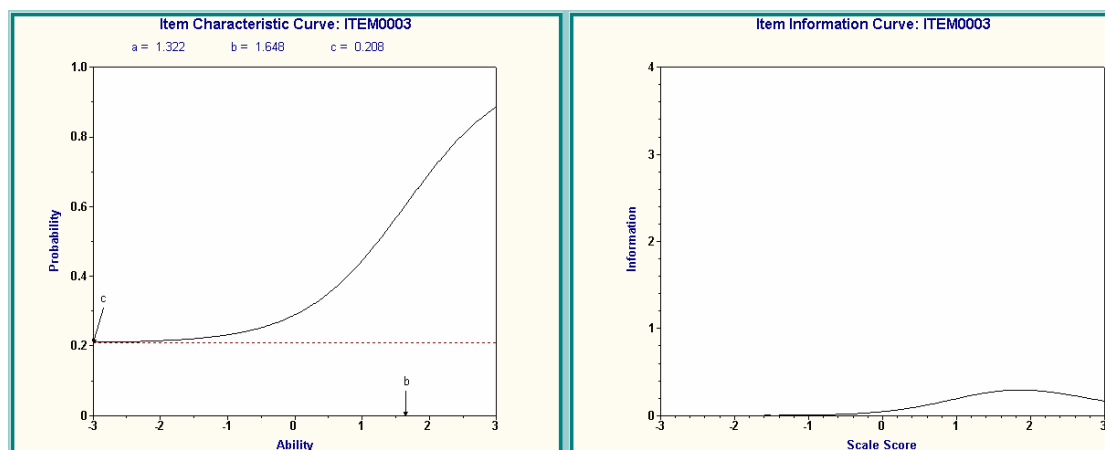 Item Characteristic Curve: ITEM0003
a = 1.322 b = 1.648 c = 0.208
1.0
0.8
0.6
0.4
0.2
0
Probability
c
b
-3 -2 -1 0 1 2 3
Ability
Item Information Curve: ITEM0003
4
3
2
1
0
Information
-3 -2 -1 0 1 2 3
Scale Score